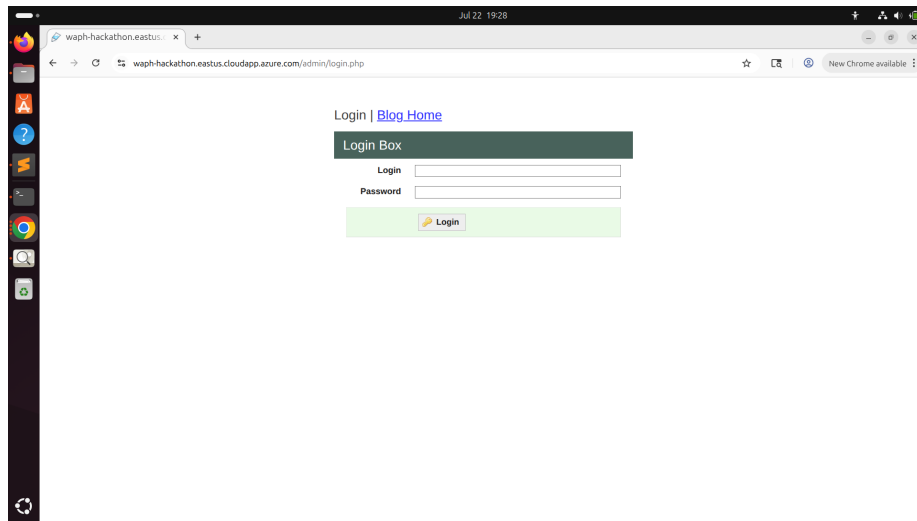 Jul 22 19:28
waph-hackathon.eastus.
waph-hackathon.eastus.cloudapp.azure.com/admin/login.php
New Chrome available
Login | Blog Home
Login Box
Login
Password
Login